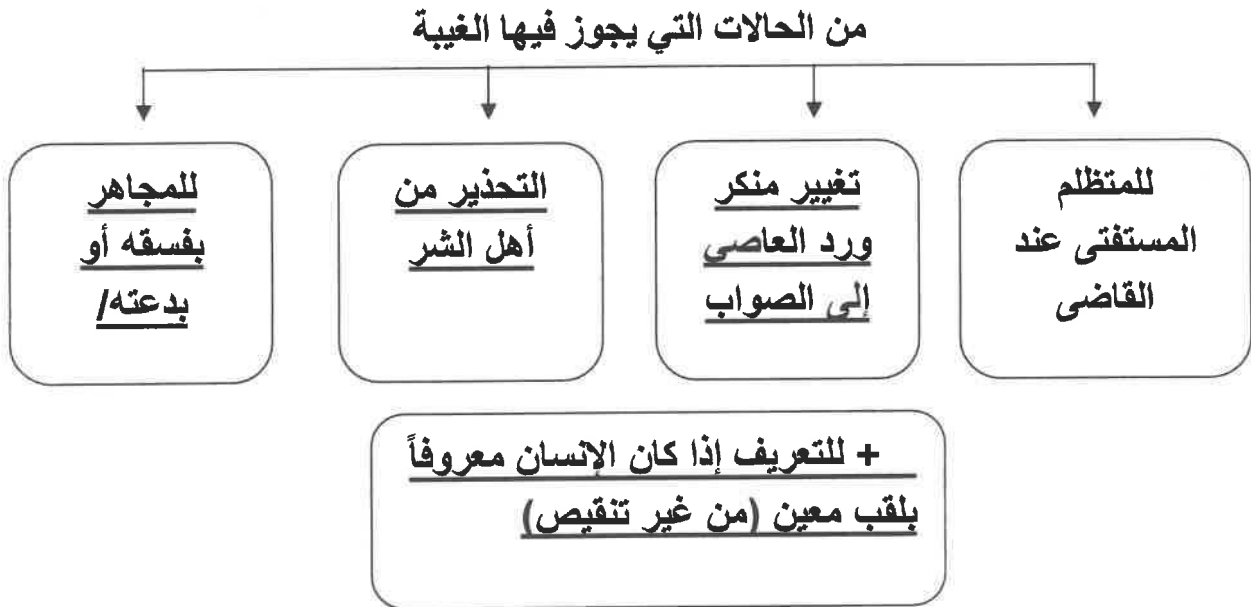 من الحالات التي يجوز فيها الغيبة
للمتظلم
المستفتى عند
القاضى
تغيير منكر
ورد العاصي
إلى الصواب
التحذير من
أهل الشر
للمجاهر
بفسقه أو
بدعته/
+ للتعريف إذا كان الإنسان معروفاً
بلقب معين (من غير تنقيص)